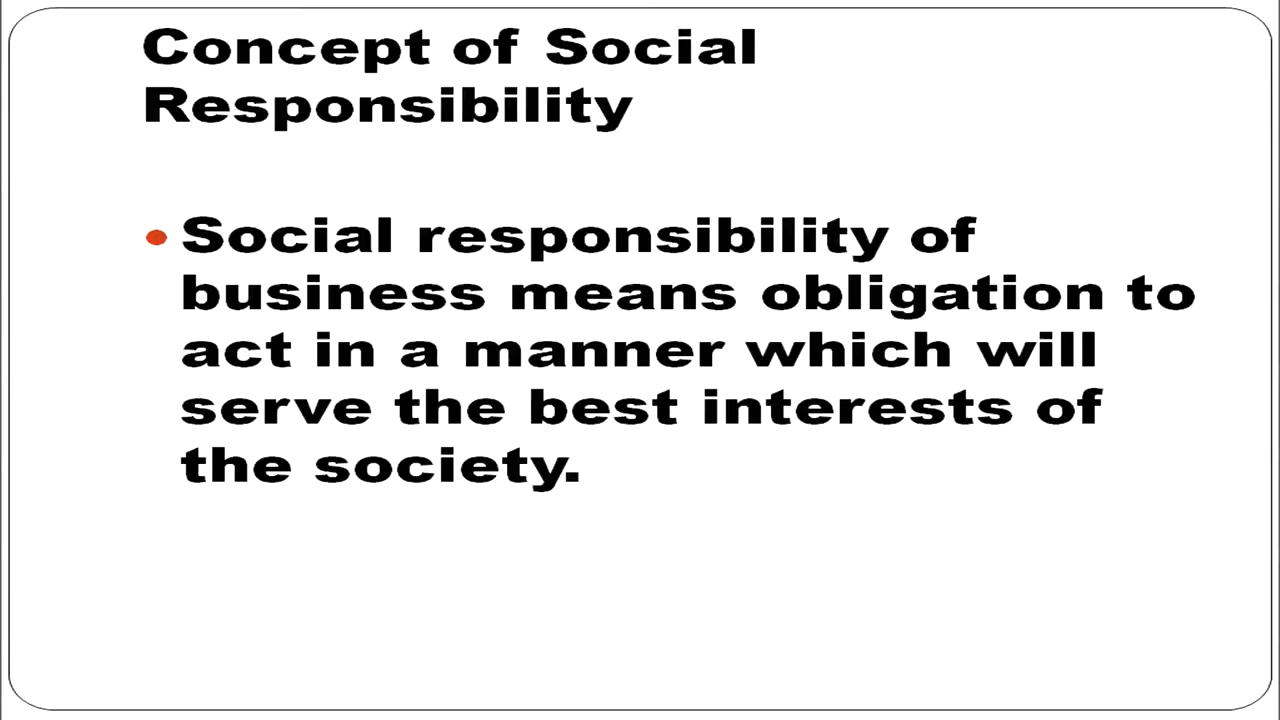 Concept of Social
Responsibility
• Social responsibility of
business means obligation to
act in a manner which will
serve the best interests of
the society.